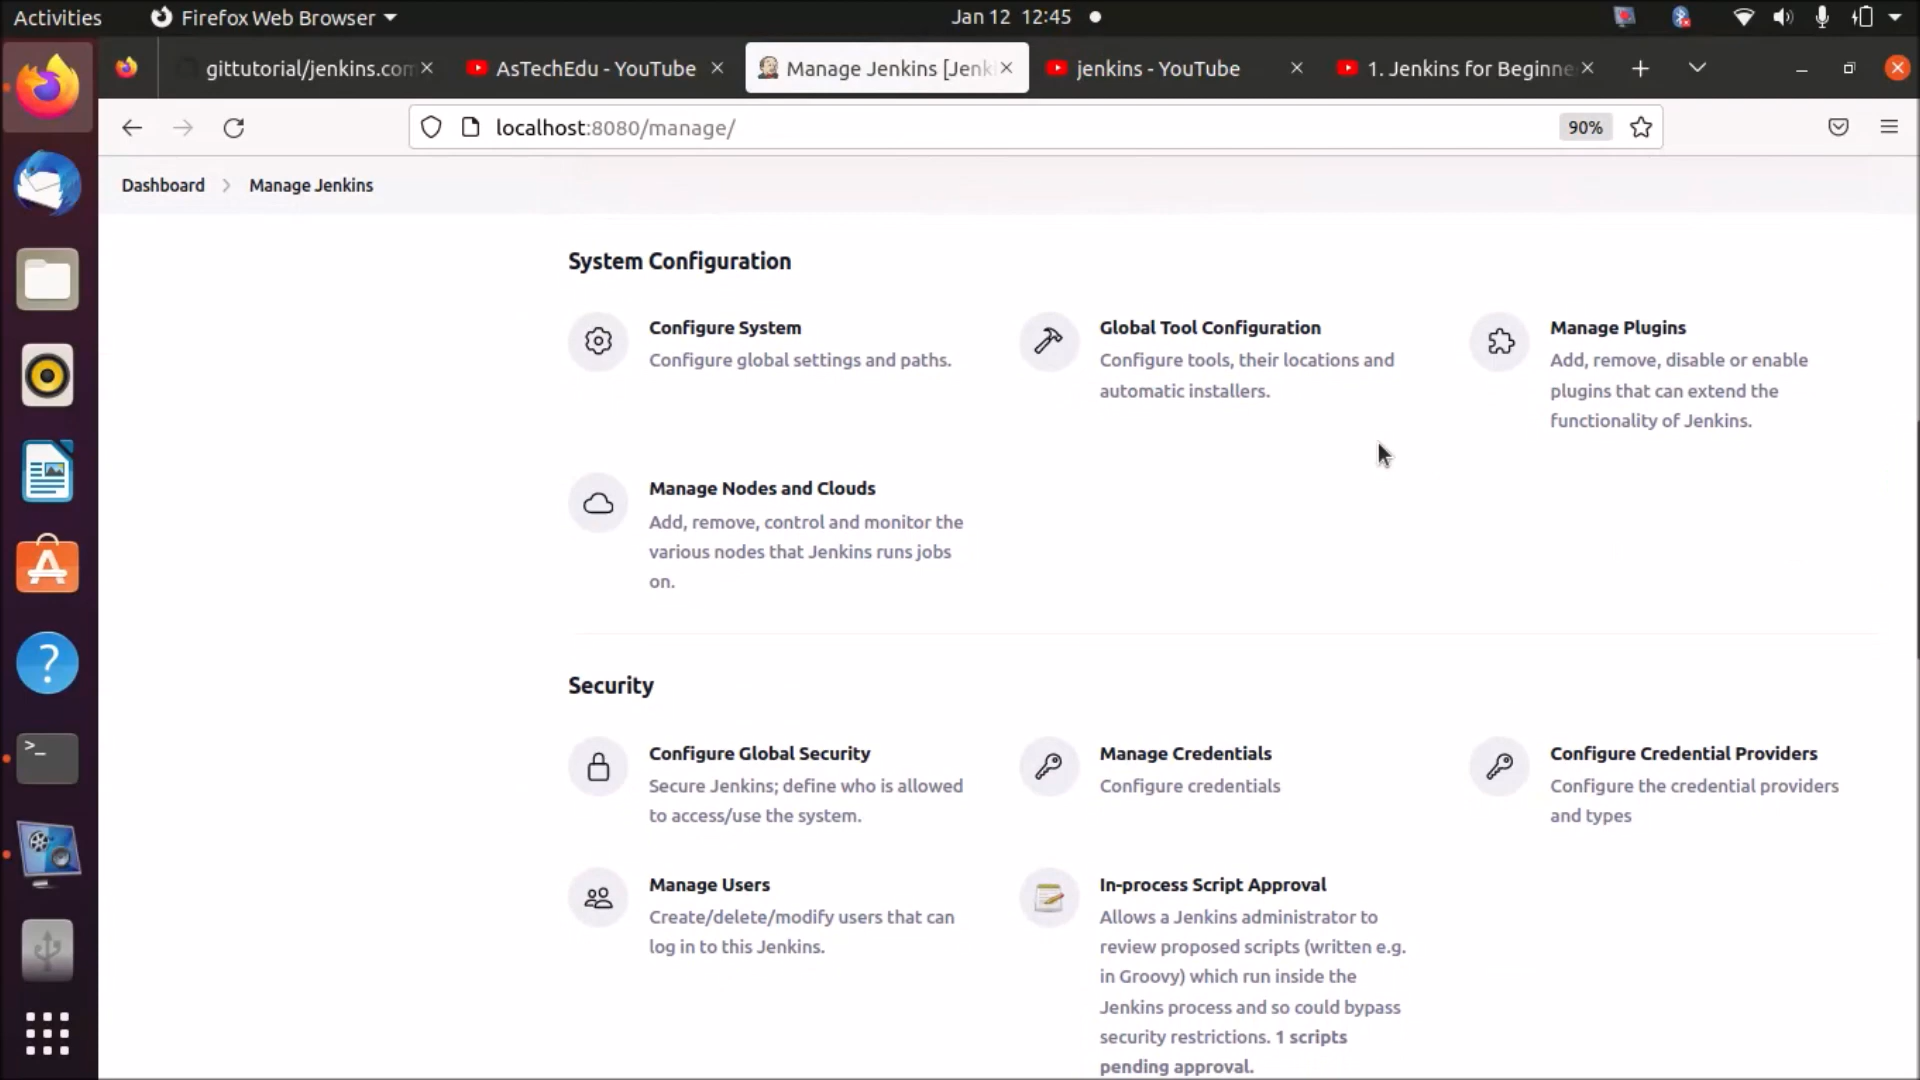 Activities
Firefox Web Browser
Jan 12 12:45
gittutorial/jenkins.com
AsTechEdu - YouTube
Manage Jenkins [Jenk
jenkins - YouTube
1. Jenkins for Beginne
localhost:8080/manage/
90%
Dashboard
Manage Jenkins
System Configuration
Configure System
Configure global settings and paths.
Global Tool Configuration
Configure tools, their locations and
automatic installers.
Manage Plugins
Add, remove, disable or enable
plugins that can extend the
functionality of Jenkins.
Manage Nodes and Clouds
Add, remove, control and monitor the
various nodes that Jenkins runs jobs
on.
Security
Configure Global Security
Secure Jenkins; define who is allowed
to access/use the system.
Manage Credentials
Configure credentials
Configure Credential Providers
Configure the credential providers
and types
Manage Users
Create/delete/modify users that can
log in to this Jenkins.
In-process Script Approval
Allows a Jenkins administrator to
review proposed scripts (written e.g.
in Groovy) which run inside the
Jenkins process and so could bypass
security restrictions. 1 scripts
pending approval.